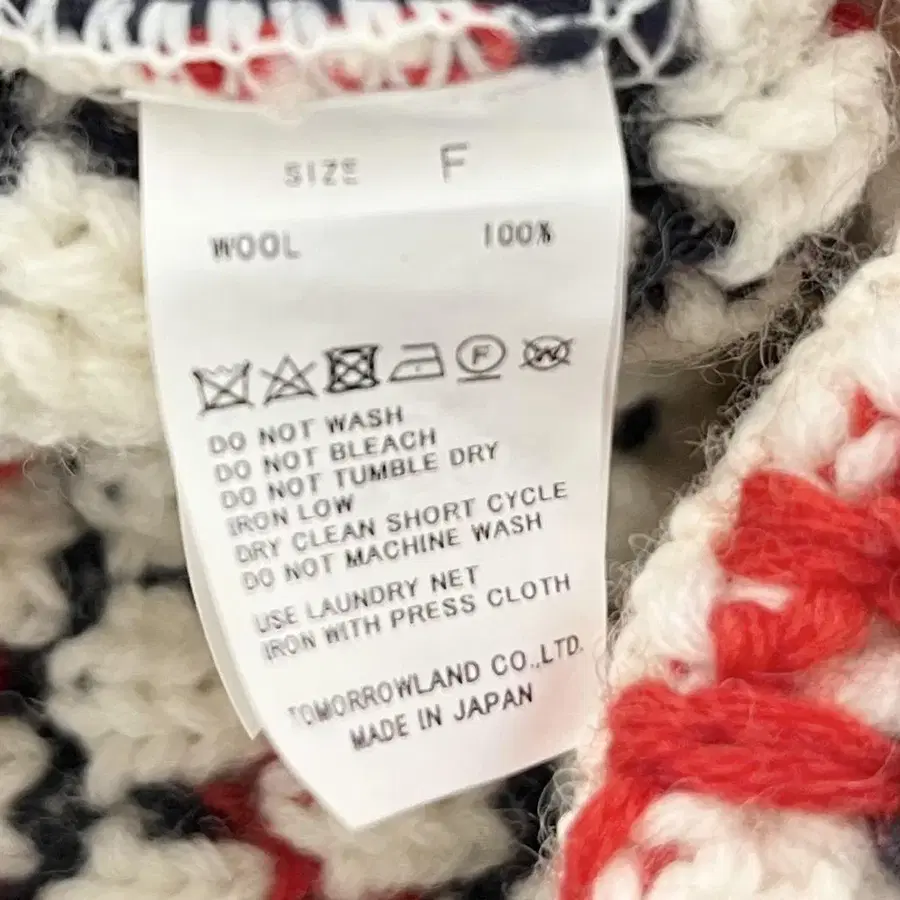 SIZE F
WOOL 100%
F W
DO NOT WASH
DO NOT BLEACH
DO NOT TUMBLE DRY
IRON LOW
DRY CLEAN SHORT CYCLE
DO NOT MACHINE WASH
USE LAUNDRY NET
IRON WITH PRESS CLOTH
TOMORROWLAND CO.,LTD.
MADE IN JAPAN